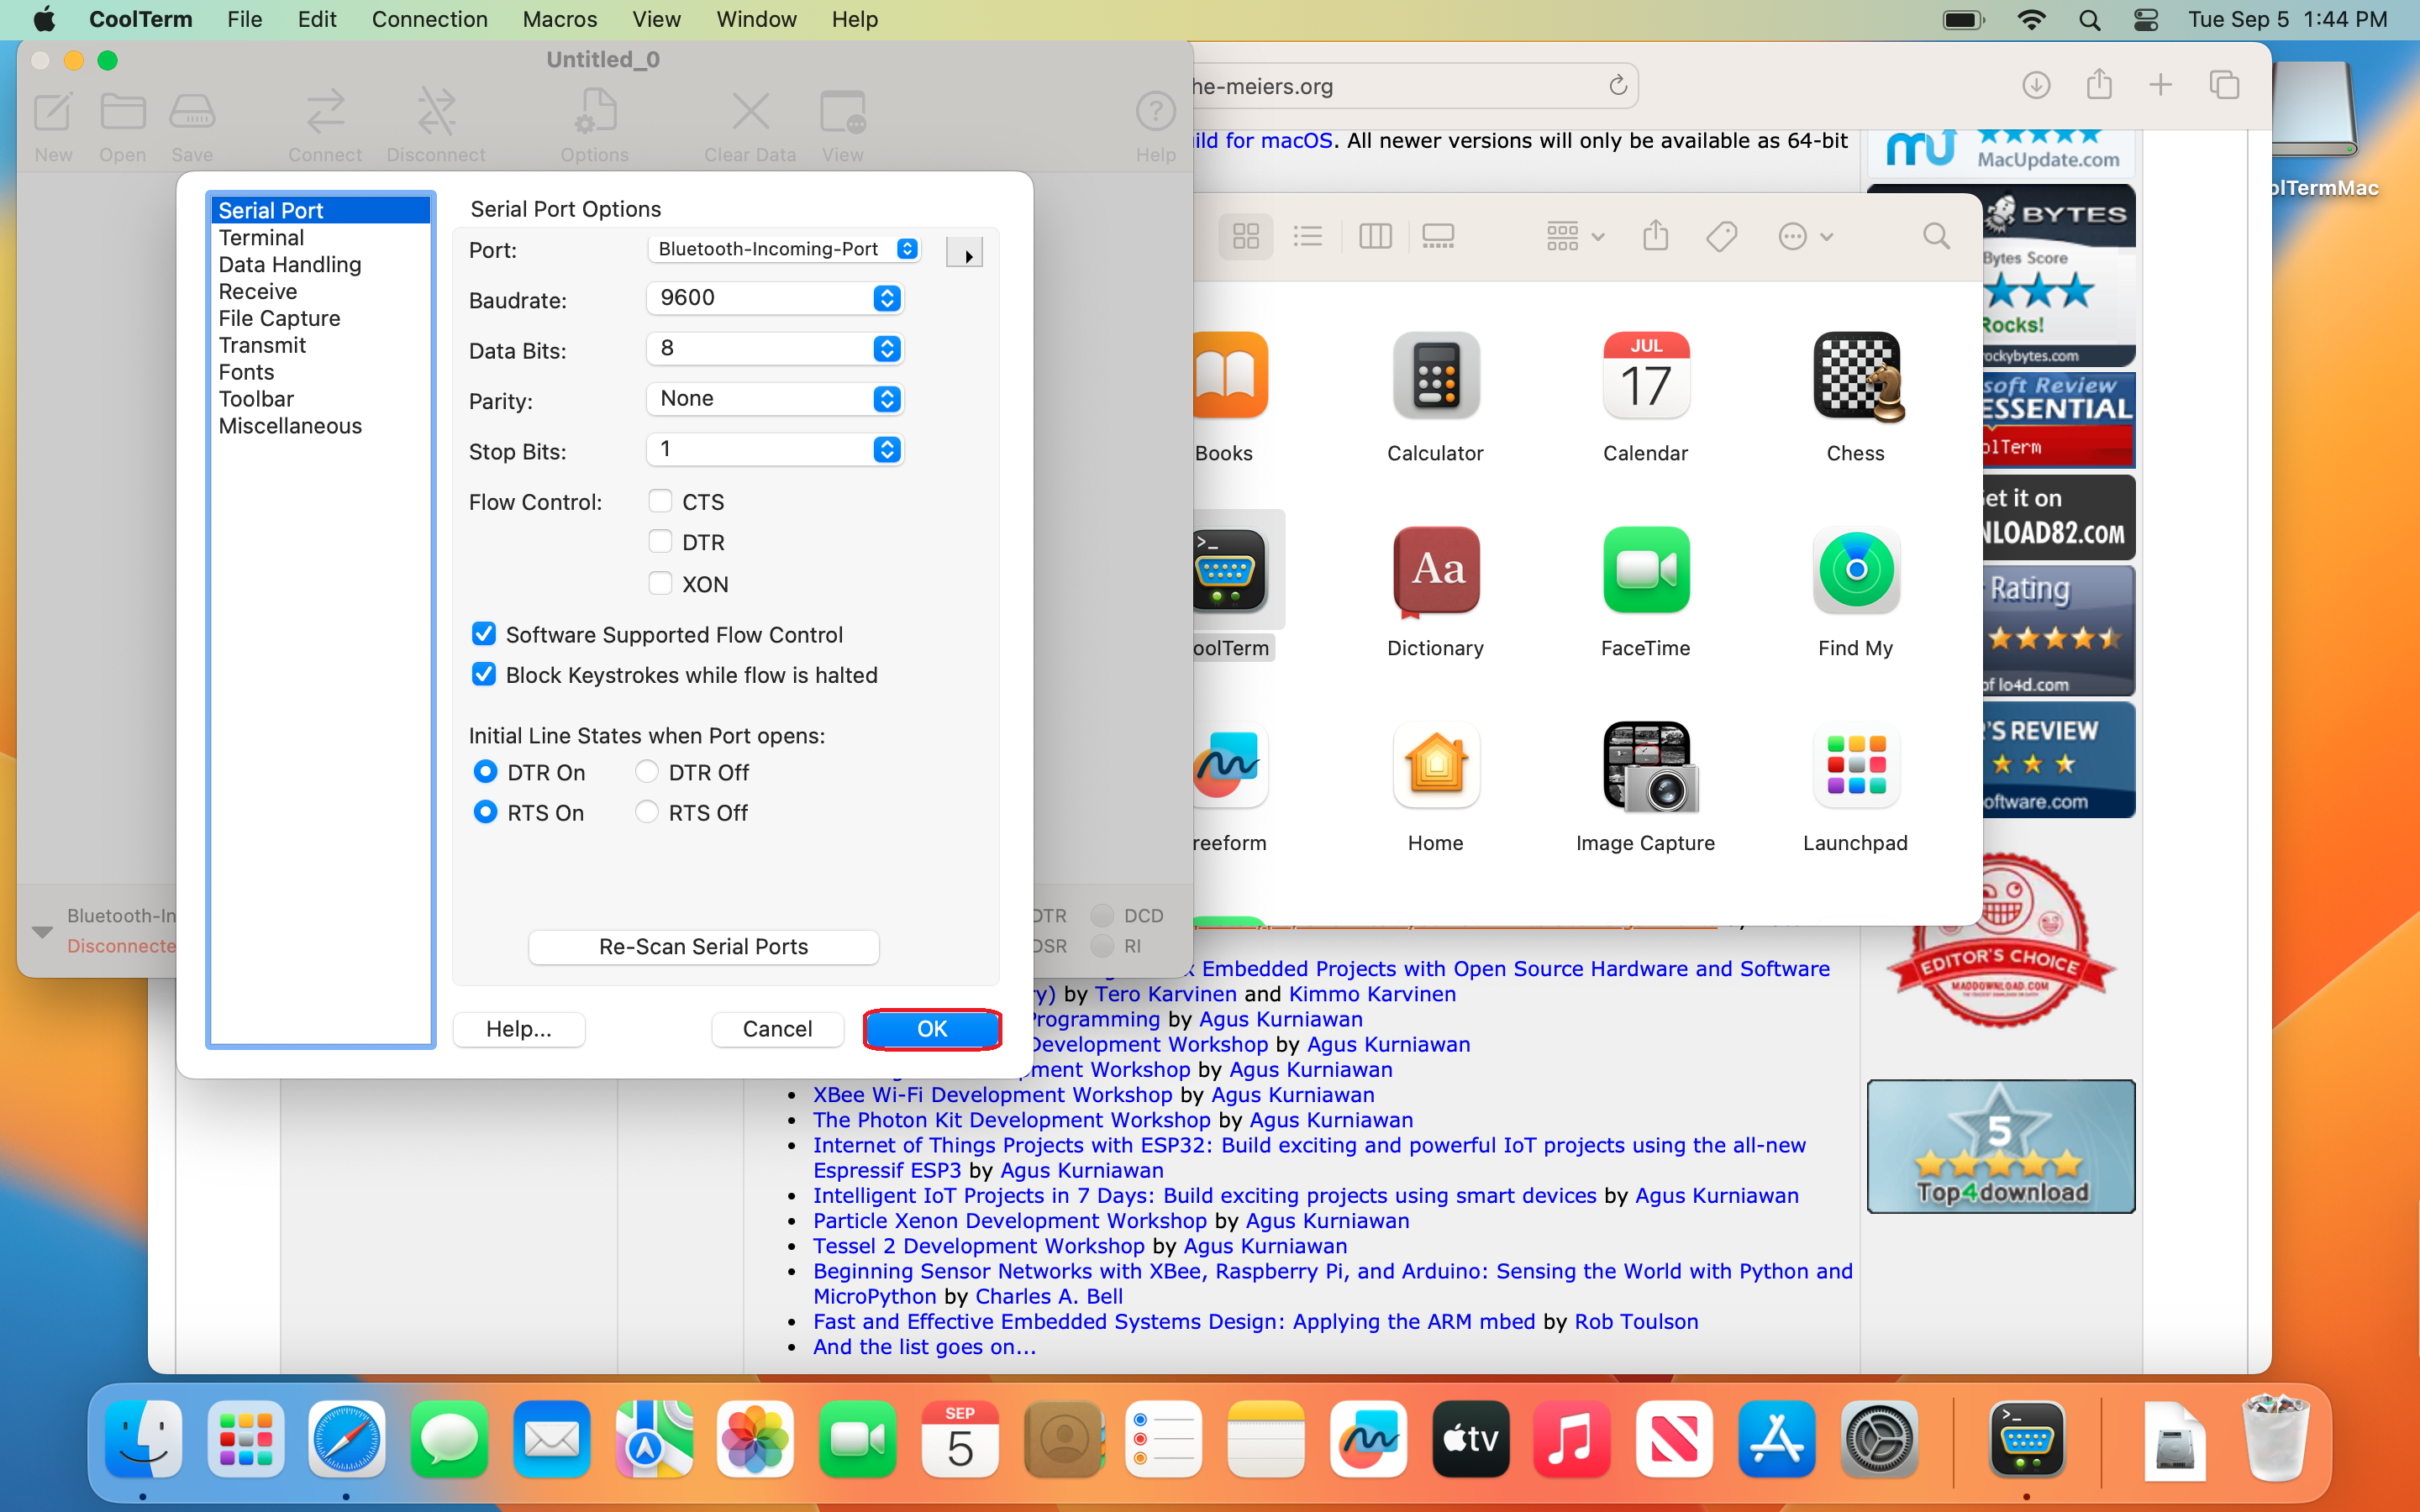 CoolTerm File Edit Connection Macros View Window Help Tue Sep 5 1:44 PM
Untitled_0
New Open Save Connect Disconnect Options Clear Data View Help
Serial Port
Terminal
Data Handling
Receive
File Capture
Transmit
Fonts
Toolbar
Miscellaneous
Serial Port Options
Port: Bluetooth-Incoming-Port
Baudrate: 9600
Data Bits: 8
Parity: None
Stop Bits: 1
Flow Control: CTS
DTR
XON
Software Supported Flow Control
Block Keystrokes while flow is halted
Initial Line States when Port opens:
DTR On DTR Off
RTS On RTS Off
Re-Scan Serial Ports
Help... Cancel OK
Bluetooth-In
Disconnecte
DTR DCD
DSR RI
he-meiers.org
ild for macOS. All newer versions will only be available as 64-bit
MacUpdate.com
olTermMac
BYTES
Bytes Score
Rocks!
rockybytes.com
soft Review
ESSENTIAL
olTerm
et it on
NLOAD82.com
Rating
of lo4d.com
'S REVIEW
oftware.com
EDITOR'S CHOICE
MADDOWNLOAD.COM
5
Top4download
Books
Calculator
JUL
17
Calendar
Chess
>_
oolTerm
Aa
Dictionary
FaceTime
Find My
reeform
Home
Image Capture
Launchpad
x Embedded Projects with Open Source Hardware and Software
ry) by Tero Karvinen and Kimmo Karvinen
Programming by Agus Kurniawan
Development Workshop by Agus Kurniawan
pment Workshop by Agus Kurniawan
• XBee Wi-Fi Development Workshop by Agus Kurniawan
• The Photon Kit Development Workshop by Agus Kurniawan
• Internet of Things Projects with ESP32: Build exciting and powerful IoT projects using the all-new
Espressif ESP3 by Agus Kurniawan
• Intelligent IoT Projects in 7 Days: Build exciting projects using smart devices by Agus Kurniawan
• Particle Xenon Development Workshop by Agus Kurniawan
• Tessel 2 Development Workshop by Agus Kurniawan
• Beginning Sensor Networks with XBee, Raspberry Pi, and Arduino: Sensing the World with Python and
MicroPython by Charles A. Bell
• Fast and Effective Embedded Systems Design: Applying the ARM mbed by Rob Toulson
• And the list goes on...
SEP
5
tv
>_